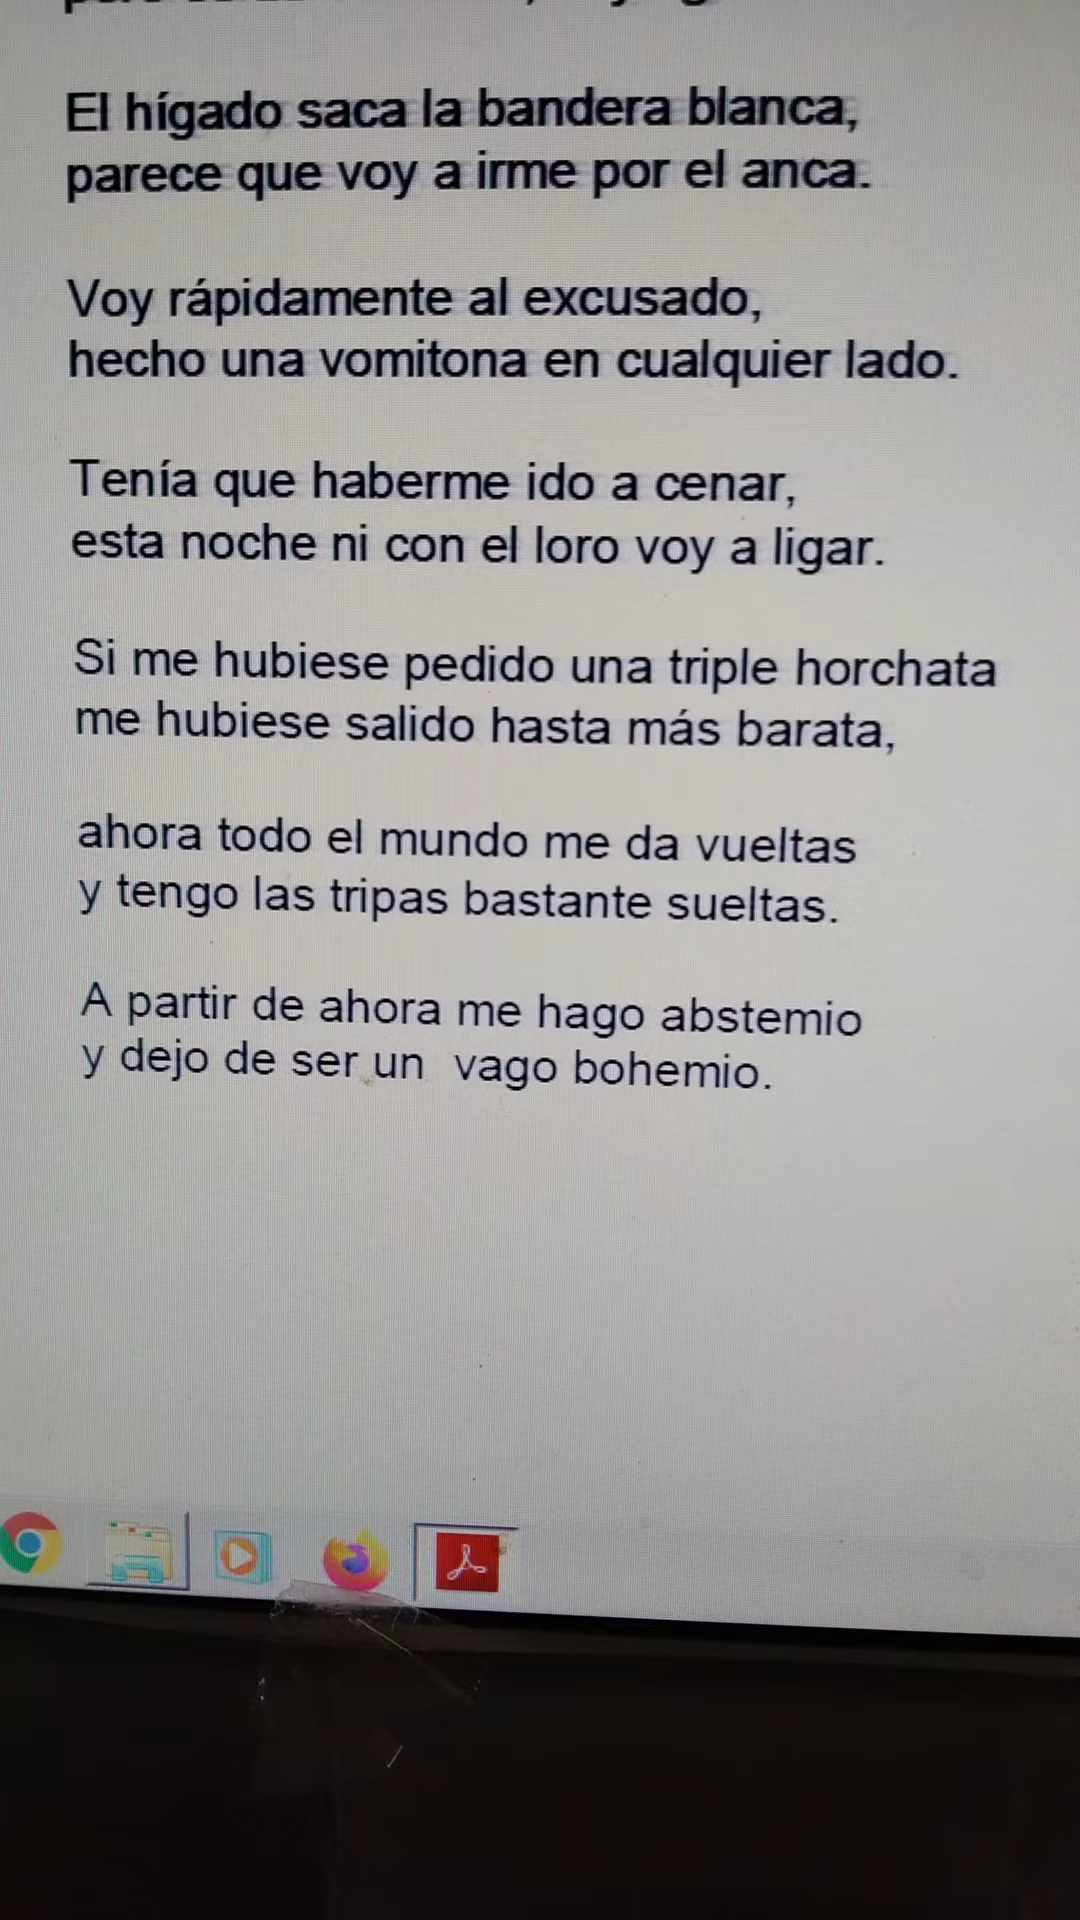 El hígado saca la bandera blanca,
parece que voy a irme por el anca.
Voy rápidamente al excusado,
hecho una vomitona en cualquier lado.
Tenía que haberme ido a cenar,
esta noche ni con el loro voy a ligar.
Si me hubiese pedido una triple horchata
me hubiese salido hasta más barata,
ahora todo el mundo me da vueltas
y tengo las tripas bastante sueltas.
A partir de ahora me hago abstemio
y dejo de ser un  vago bohemio.